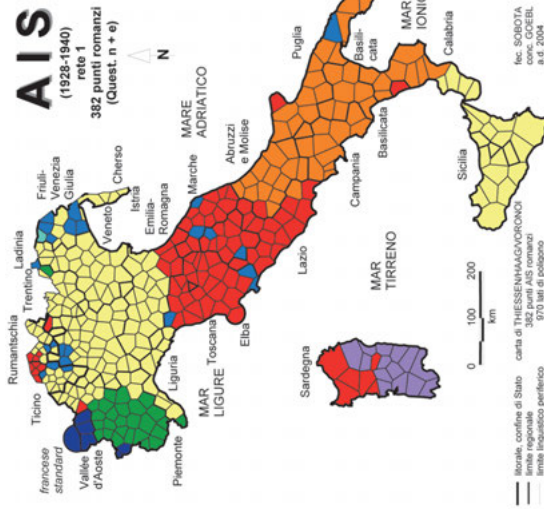 AIS
(1928-1940)
rete 1
382 punti romanzi
(Quest. n + e)
N
Rumantschia
Ladinia
Friuli-
Venezia
Giulia
Trentino
Ticino
Veneto
Cherso
Istria
Emilia-
Romagna
francese
standard
Vallée
d'Aoste
Piemonte
Liguria
MAR
LIGURE
Toscana
Elba
MARE
ADRIATICO
Marche
Abruzzi
e Molise
Lazio
Puglia
Campania
Basili-
cata
Basilicata
MAR
IONIO
Calabria
Sicilia
MAR
TIRRENO
Sardegna
0 100 200
km
litorale, confine di Stato
limite regionale
limite linguistico periferico
carta di THIESSEN/HAAG/VORONOI
382 punti AIS romanzi
970 lati di poligono
fec. SOBOTA
conc. GOEBL
a.d. 2004